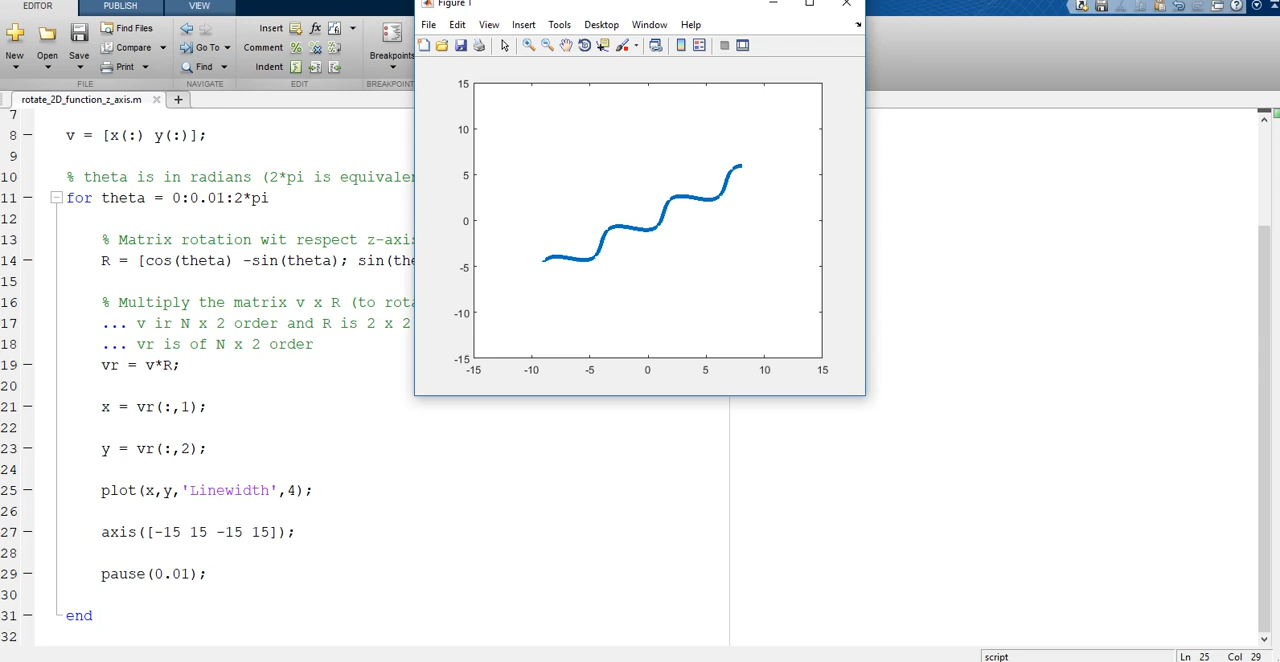 EDITOR PUBLISH VIEW
New
Open
Save
Find Files
Compare
Print
FILE
Go To
Find
NAVIGATE
Insert
fx
Comment
Indent
EDIT
Breakpoints
BREAKPOINT
rotate_2D_function_z_axis.m
7
8 v = [x(:) y(:)];
9
10 % theta is in radians (2*pi is equivaler
11 for theta = 0:0.01:2*pi
12
13 % Matrix rotation wit respect z-axis
14 R = [cos(theta) -sin(theta); sin(the
15
16 % Multiply the matrix v x R (to rota
17 ... v ir N x 2 order and R is 2 x 2
18 ... vr is of N x 2 order
19 vr = v*R;
20
21 x = vr(:,1);
22
23 y = vr(:,2);
24
25 plot(x,y,'Linewidth',4);
26
27 axis([-15 15 -15 15]);
28
29 pause(0.01);
30
31 end
32
Figure 1
File Edit View Insert Tools Desktop Window Help
15
10
5
0
-5
-10
-15
-15 -10 -5 0 5 10 15
script Ln 25 Col 29